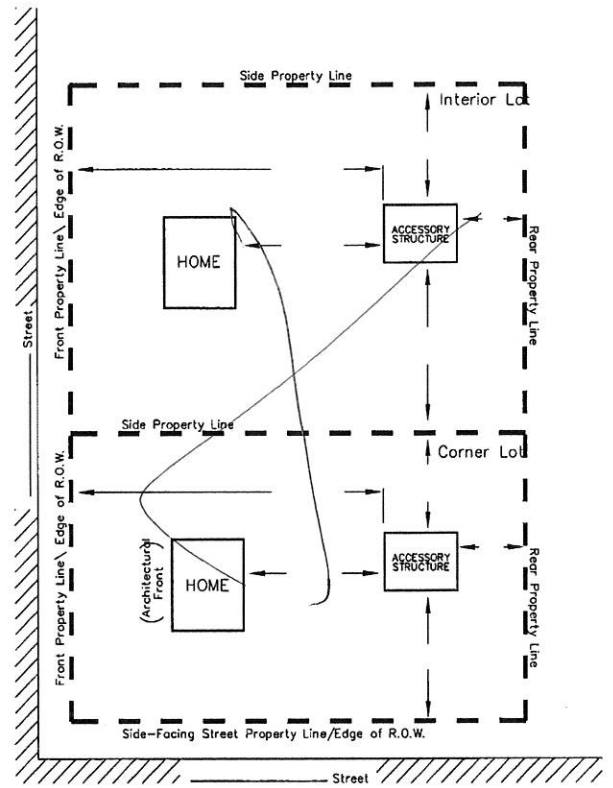 Side Property Line
Interior Lot
Front Property Line\ Edge of R.O.W.
ACCESSORY
STRUCTURE
HOME
Rear Property Line
Street
Side Property Line
Corner Lot
Front Property Line\ Edge of R.O.W.
(Architectural
Front)
HOME
ACCESSORY
STRUCTURE
Rear Property Line
Side-Facing Street Property Line/Edge of R.O.W.
Street